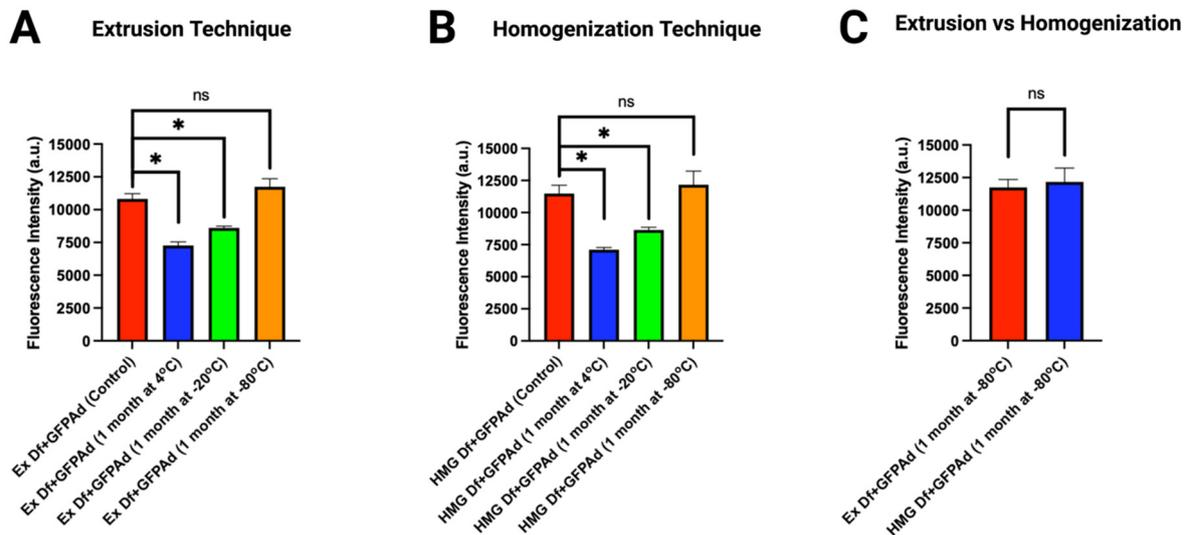 A
Extrusion Technique
Fluorescence Intensity (a.u.)
15000
12500
10000
7500
5000
2500
0
ns
*
*
Ex Df+GFPAd (Control)
Ex Df+GFPAd (1 month at 4ºC)
Ex Df+GFPAd (1 month at -20ºC)
Ex Df+GFPAd (1 month at -80ºC)
B
Homogenization Technique
Fluorescence Intensity (a.u.)
15000
12500
10000
7500
5000
2500
0
ns
*
*
HMG Df+GFPAd (Control)
HMG Df+GFPAd (1 month at 4ºC)
HMG Df+GFPAd (1 month at -20ºC)
HMG Df+GFPAd (1 month at -80ºC)
C
Extrusion vs Homogenization
Fluorescence Intensity (a.u.)
15000
12500
10000
7500
5000
2500
0
ns
Ex Df+GFPAd (1 month at -80ºC)
HMG Df+GFPAd (1 month at -80ºC)